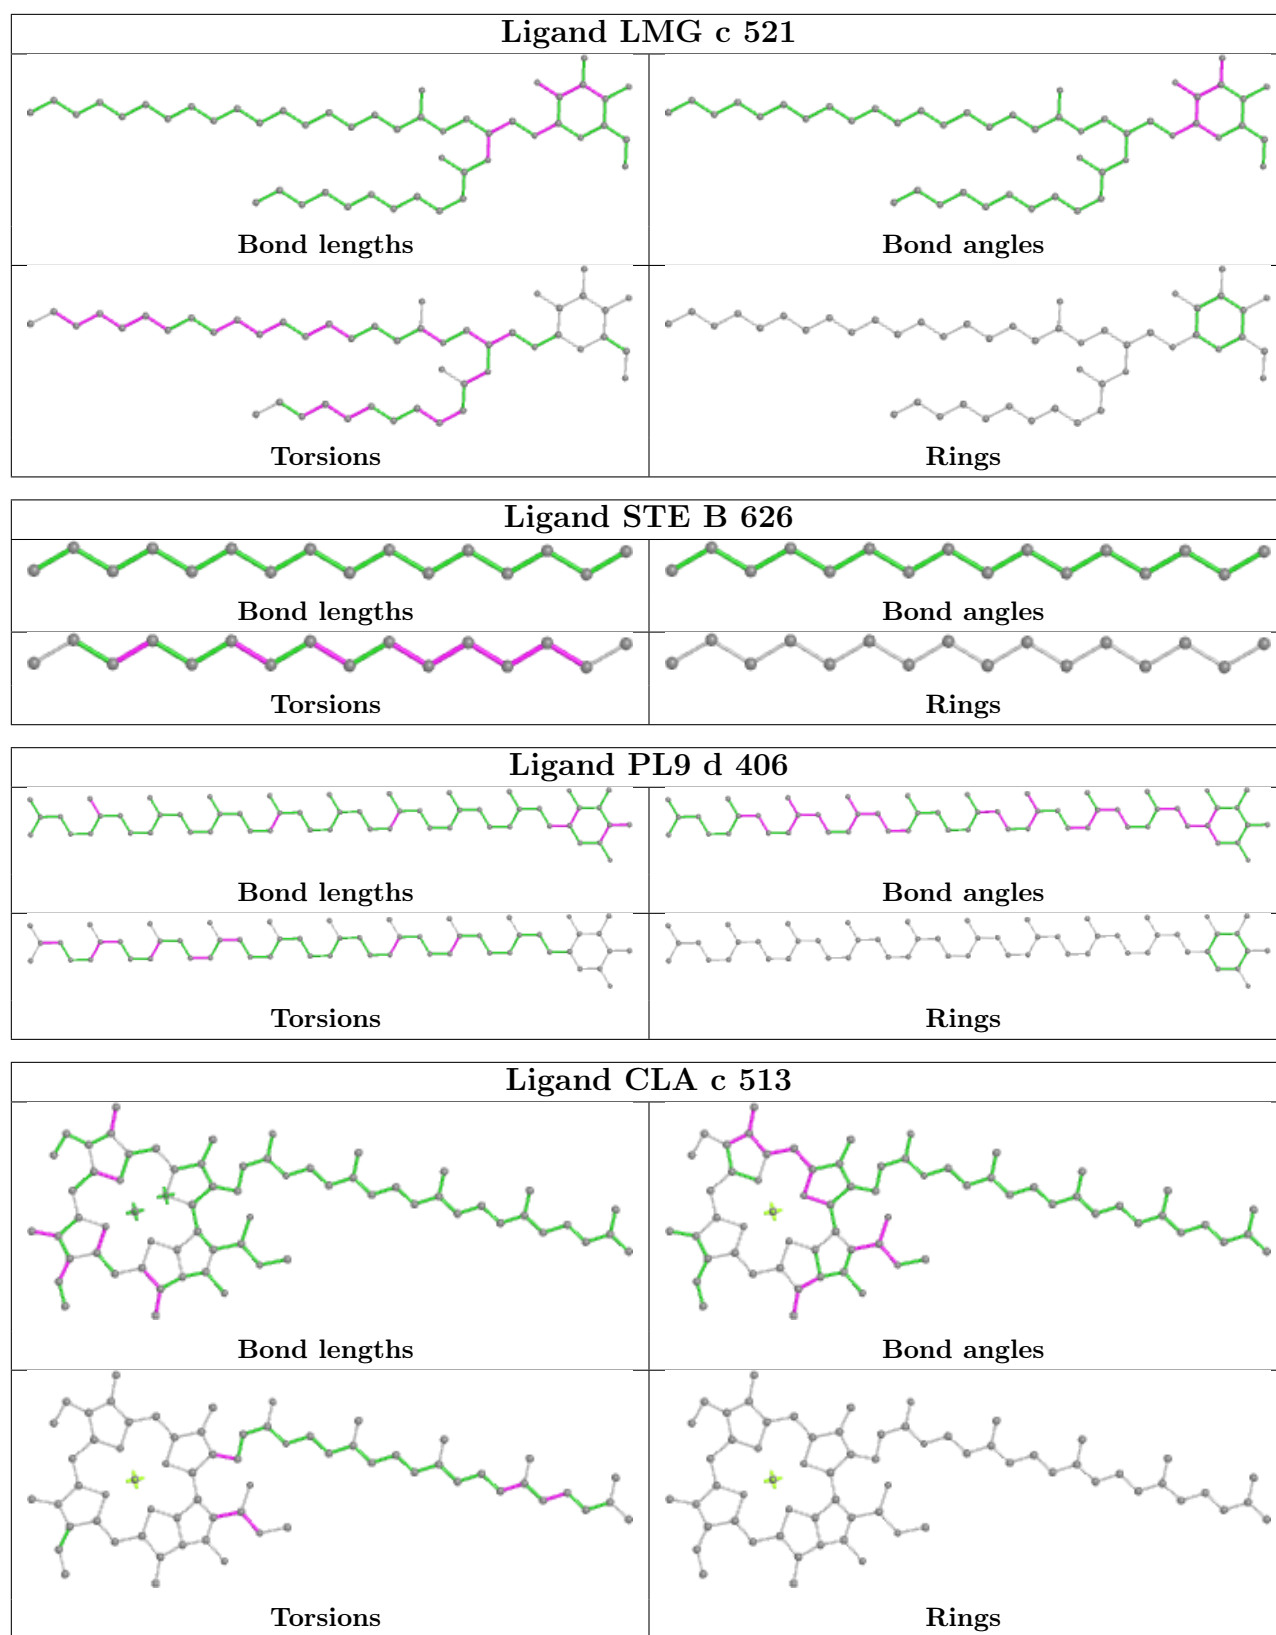 Ligand LMG c 521
Bond lengths
Bond angles
Torsions
Rings
Ligand STE B 626
Bond lengths
Bond angles
Torsions
Rings
Ligand PL9 d 406
Bond lengths
Bond angles
Torsions
Rings
Ligand CLA c 513
Bond lengths
Bond angles
Torsions
Rings